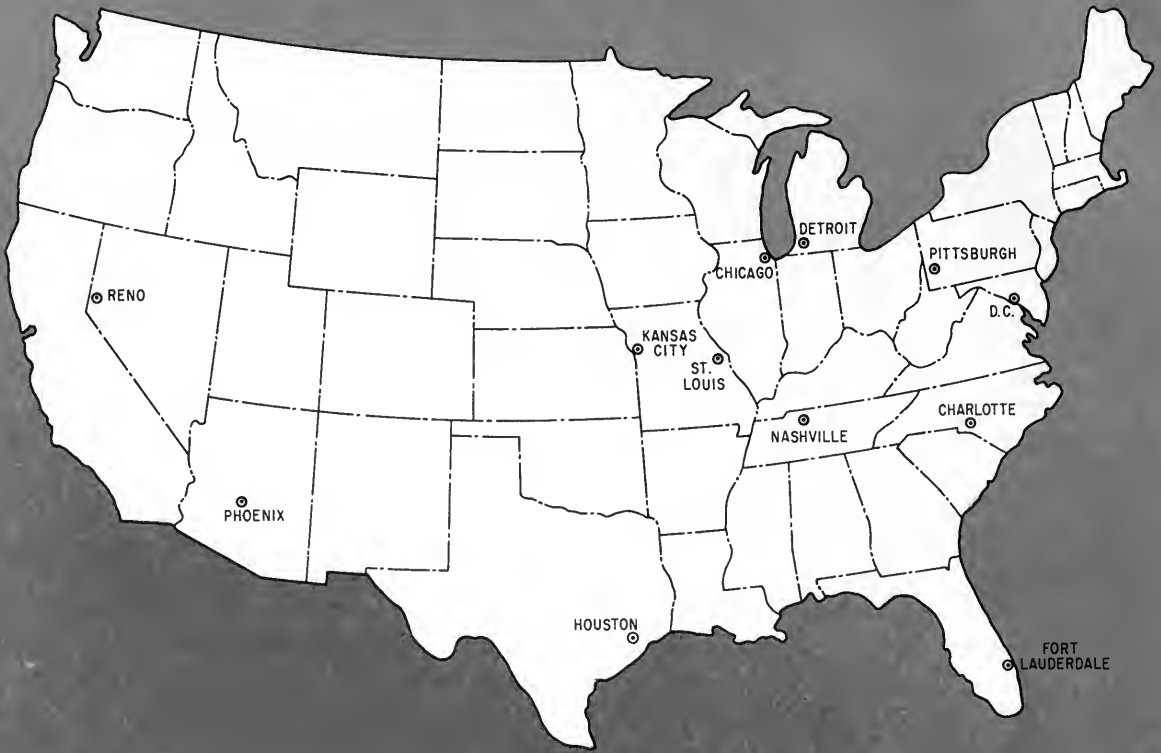 DETROIT
PITTSBURGH
CHICAGO
RENO
D.C.
KANSAS
CITY
ST.
LOUIS
CHARLOTTE
NASHVILLE
PHOENIX
HOUSTON
FORT
LAUDERDALE